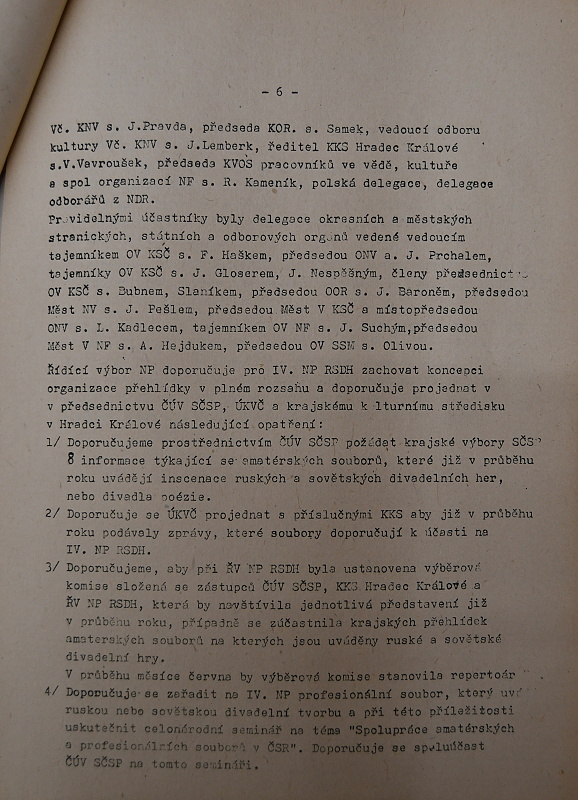 - 6 -
Vč. KNV s. J.Pravda, předseda KOR. s. Samek, vedoucí odboru
kultury Vč. KNV s. J.Lemberk, ředitel KKS Hradec Králové
s.V.Vavroušek, předseda KVOS pracovníků ve vědě, kultuře
a spol organizací NF s. R. Kameník, polská delegace, delegace
odborářů z NDR.
Pravidelnými účastníky byly delegace okresních a městských
stranických, státních a odborových orgánů vedené vedoucím
tajemníkem OV KSČ s. F. Haškem, předsedou ONV a. J. Prchalem,
tajemníky OV KSČ s. J. Gloserem, J. Nespěšným, členy předsednictva
OV KSČ s. Bubnem, Slaníkem, předsedou OOR s. J. Baroněm, předsedou
Měst NV s. J. Pešlem, předsedou Měst V KSČ a místopředsedou
ONV s. L. Kadlecem, tajemníkem OV NF s. J. Suchým,předsedou
Měst V NF s. A. Hejdukem, předsedou OV SSM s. Olivou.
Řídící výbor NP doporučuje pro IV. NP RSDH zachovat koncepci
organizace přehlídky v plném rozsahu a doporučuje projednat v
v předsednictvu ČÚV SČSP, ÚKVČ a krajskému kulturnímu středisku
v Hradci Králové následující opatření:
1/ Doporučujeme prostřednictvím ČÚV SČSP požádat krajské výbory SČSP
8 informace týkající se amatérských souborů, které již v průběhu
roku uvádějí inscenace ruských a sovětských divadelních her,
nebo divadla poézie.
2/ Doporučuje se ÚKVČ projednat s příslučnými KKS aby již v průběhu
roku podávaly zprávy, které soubory doporučují k účasti na
IV. NP RSDH.
3/ Doporučujeme, aby při ŘV NP RSDH byla ustanovena výběrová
komise složená se zástupců ČÚV SČSP, KKS Hradec Králové a
ŘV NP RSDH, která by navštívila jednotlivá představení již
v průběhu roku, případně se zúčastnila krajských přehlídek
amaterských souborů na kterých jsou uváděny ruské a sovětské
divadelní hry.
V průběhu měsíce června by výběrové komise stanovila repertoár
4/ Doporučuje se zařadit na IV. NP profesionální soubor, který
ruskou nebo sovětskou divadelní tvorbu a při této příležitosti
uskutečnit celonárodní seminář na téma "Spolupráce amatérských
a profesionálních souborů v ČSR". Doporučuje se spoluúčast
ČÚV SČSP na tomto semináři.